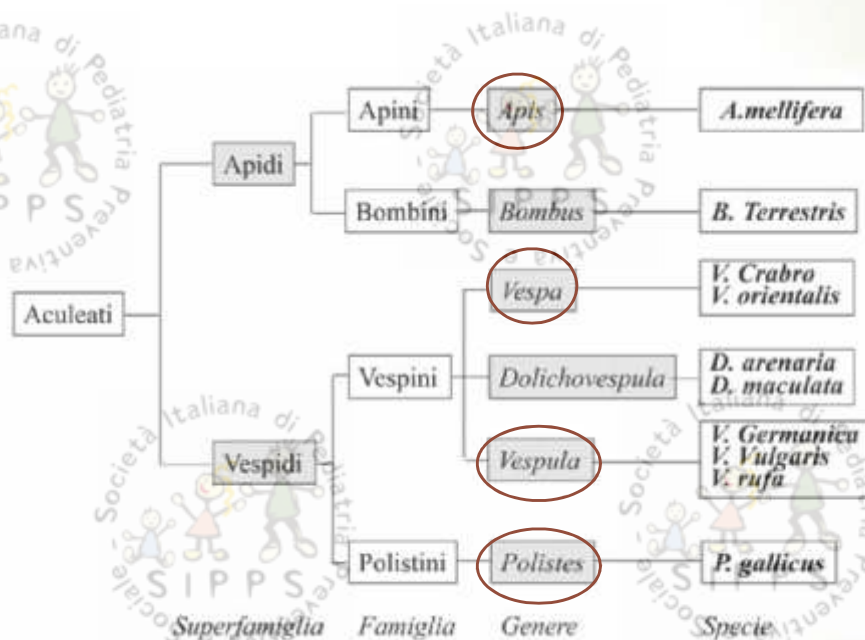 Apini
Apis
A.mellifera
Apidi
Bombini
Bombus
B. Terrestris
Aculeati
Vespa
V. Crabro
V. orientalis
Vespini
Dolichovespula
D. arenaria
D. maculata
Vespidi
Vespula
V. Germanica
V. Vulgaris
V. rufa
Polistini
Polistes
P. gallicus
Superfamiglia
Famiglia
Genere
Specie
Società Italiana di Pediatria Preventiva e Sociale -
SIPPS